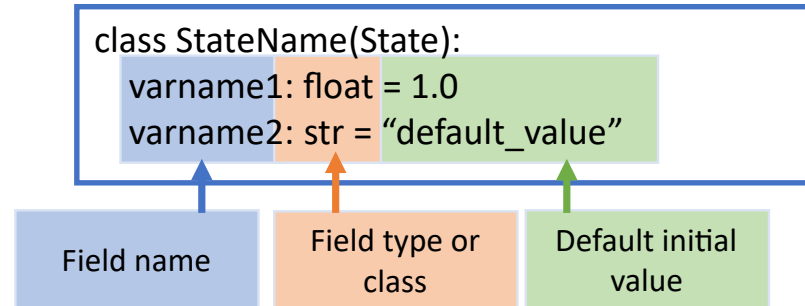 class StateName(State):
varname1: float = 1.0
varname2: str = “default_value”
Field name
Field type or
class
Default initial
value